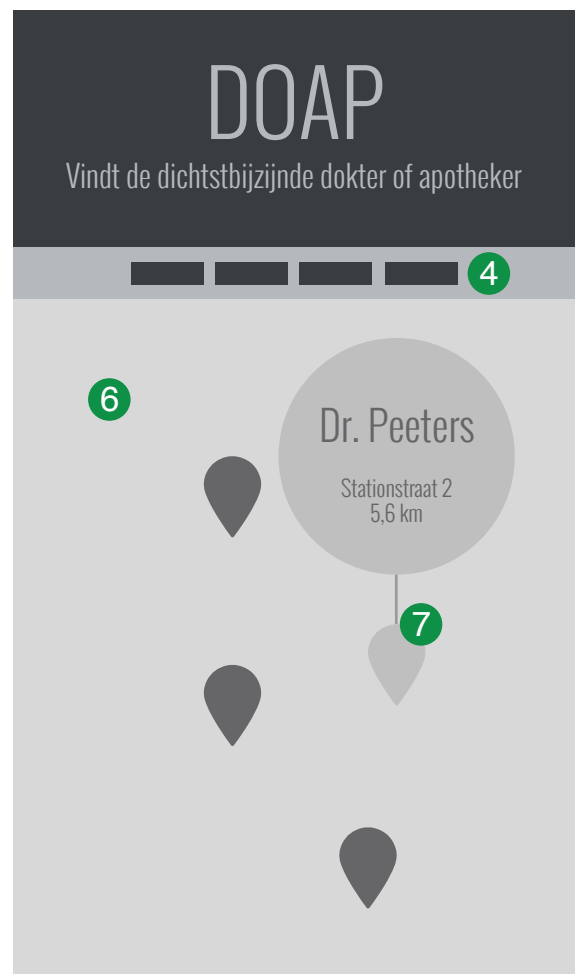 DOAP
Vindt de dichtstbijzijnde dokter of apotheker
4
6
Dr. Peeters
Stationstraat 2
5,6 km
7